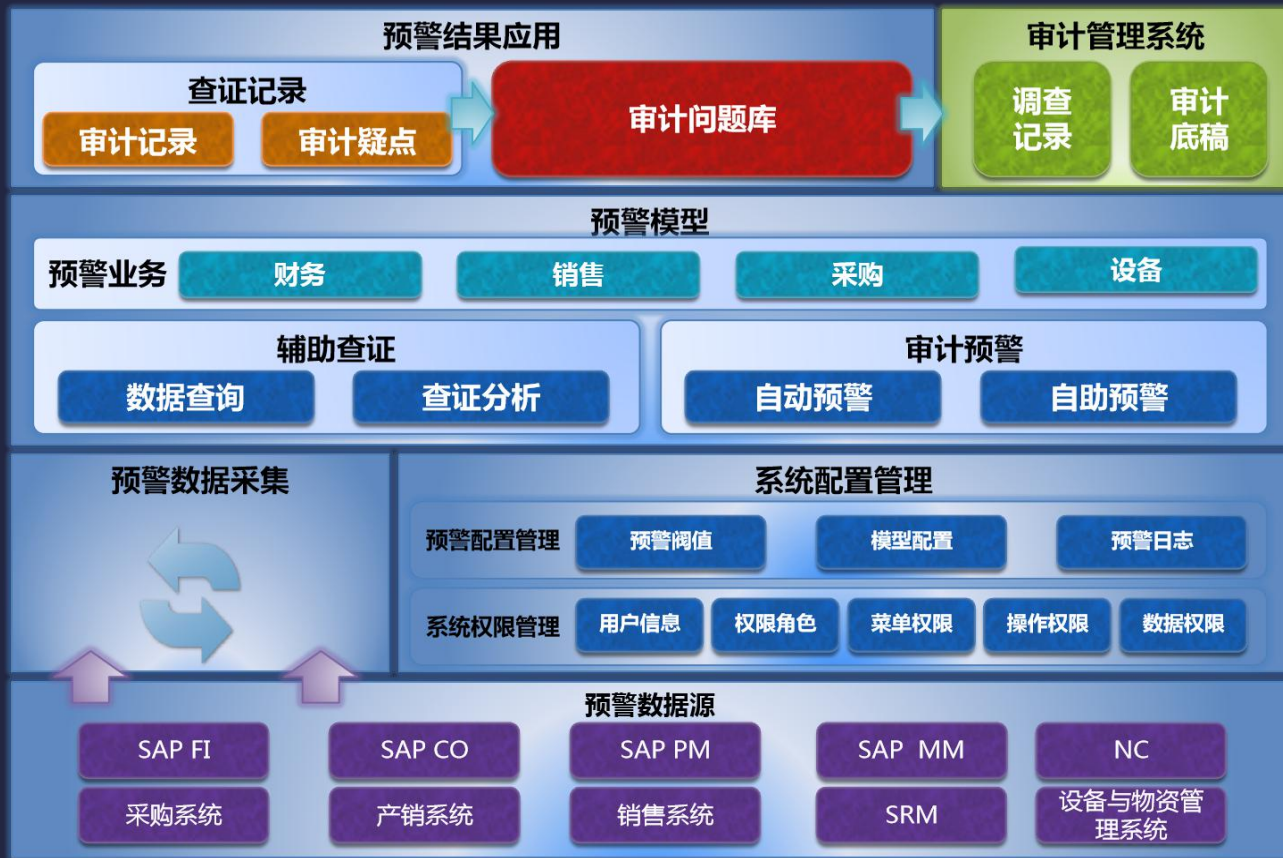 预警结果应用
审计管理系统
查证记录
审计记录
审计疑点
审计问题库
调查
记录
审计
底稿
预警模型
预警业务
财务
销售
采购
设备
辅助查证
数据查询
查证分析
审计预警
自动预警
自助预警
预警数据采集
系统配置管理
预警配置管理
预警阀值
模型配置
预警日志
系统权限管理
用户信息
权限角色
菜单权限
操作权限
数据权限
预警数据源
SAP FI
SAP CO
SAP PM
SAP MM
NC
采购系统
产销系统
销售系统
SRM
设备与物资管
理系统